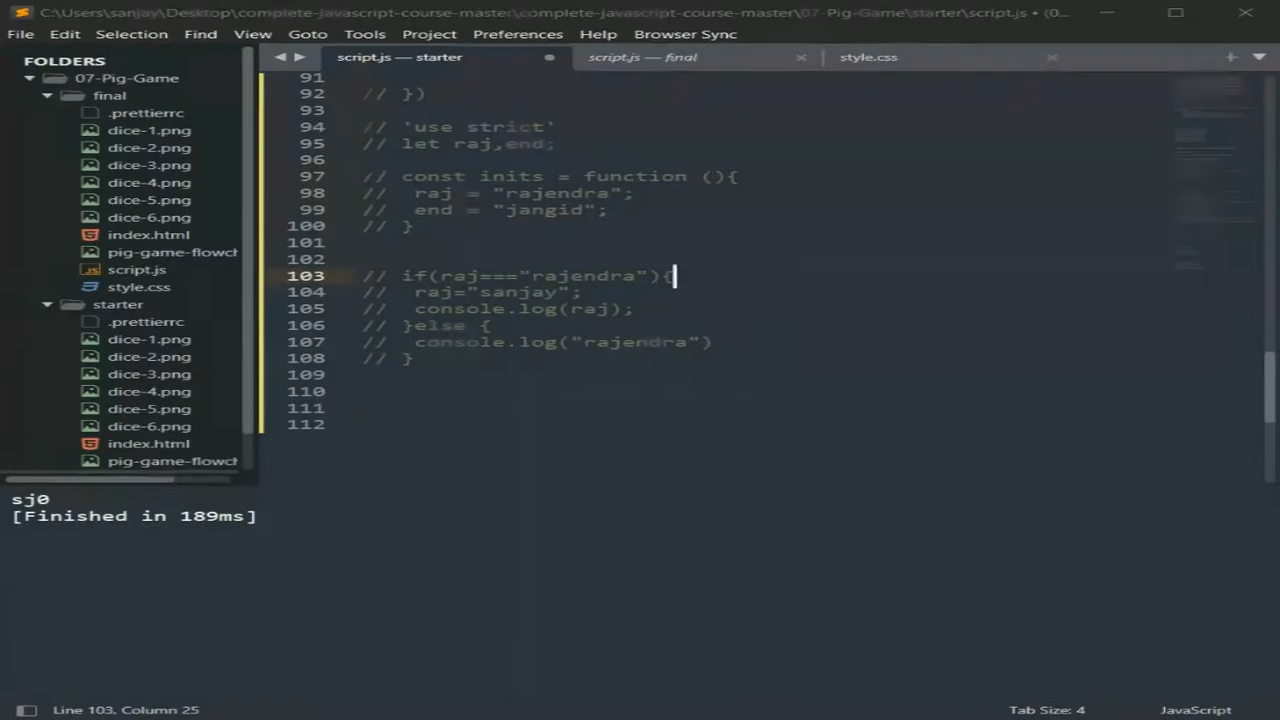 C:\Users\sanjay\Desktop\complete-javascript-course-master\complete-javascript-course-master\07-Pig-Game\starter\script.js • (0...
File Edit Selection Find View Goto Tools Project Preferences Help Browser Sync
FOLDERS
07-Pig-Game
final
.prettierrc
dice-1.png
dice-2.png
dice-3.png
dice-4.png
dice-5.png
dice-6.png
index.html
pig-game-flowch
script.js
style.css
starter
.prettierrc
dice-1.png
dice-2.png
dice-3.png
dice-4.png
dice-5.png
dice-6.png
index.html
pig-game-flowch
script.js — starter script.js — final style.css
91
92 // })
93
94 // 'use strict'
95 // let raj,end;
96
97 // const inits = function (){
98 // raj = "rajendra";
99 // end = "jangid";
100 // }
101
102
103 // if(raj==="rajendra"){
104 // raj="sanjay";
105 // console.log(raj);
106 // }else {
107 // console.log("rajendra")
108 // }
109
110
111
112
sj0
[Finished in 189ms]
Line 103, Column 25 Tab Size: 4 JavaScript